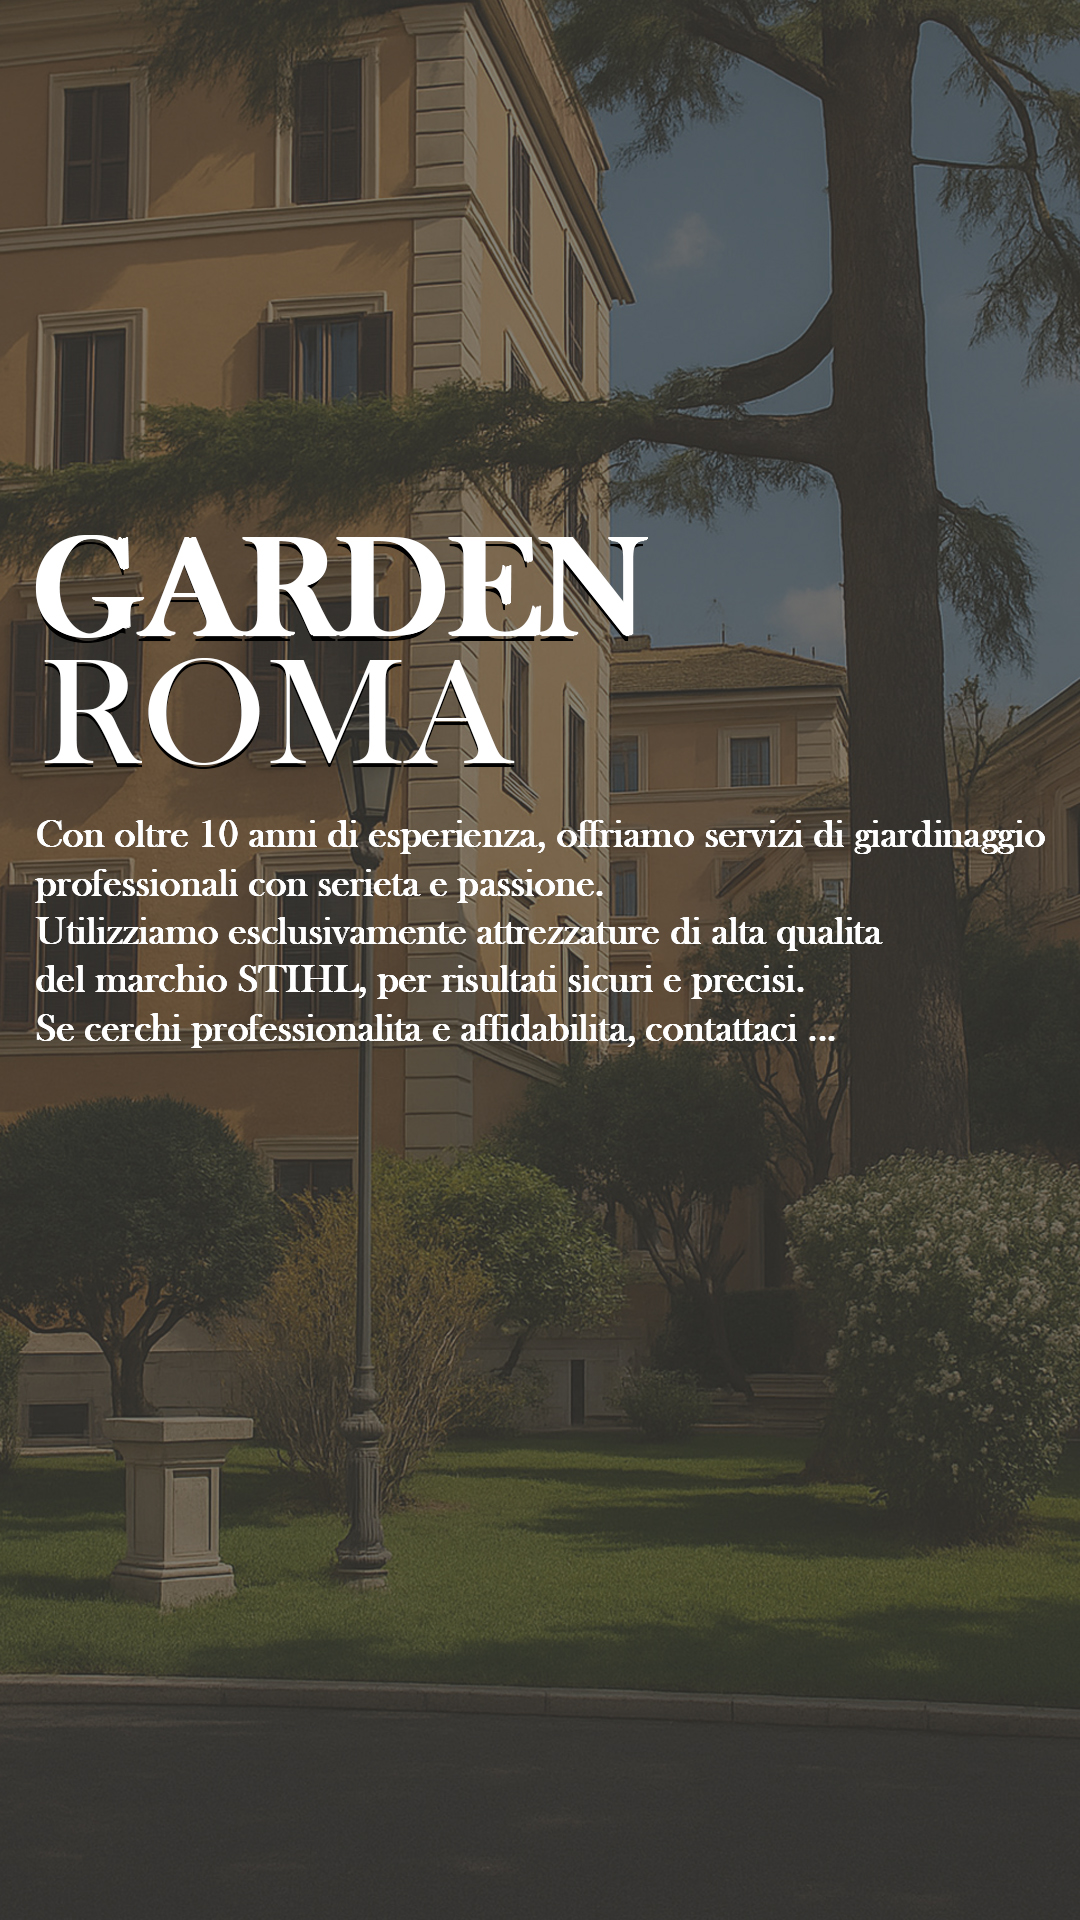 GARDEN
ROMA
Con oltre 10 anni di esperienza, offriamo servizi di giardinaggio
professionali con serieta e passione.
Utilizziamo esclusivamente attrezzature di alta qualita
del marchio STIHL, per risultati sicuri e precisi.
Se cerchi professionalita e affidabilita, contattaci ...